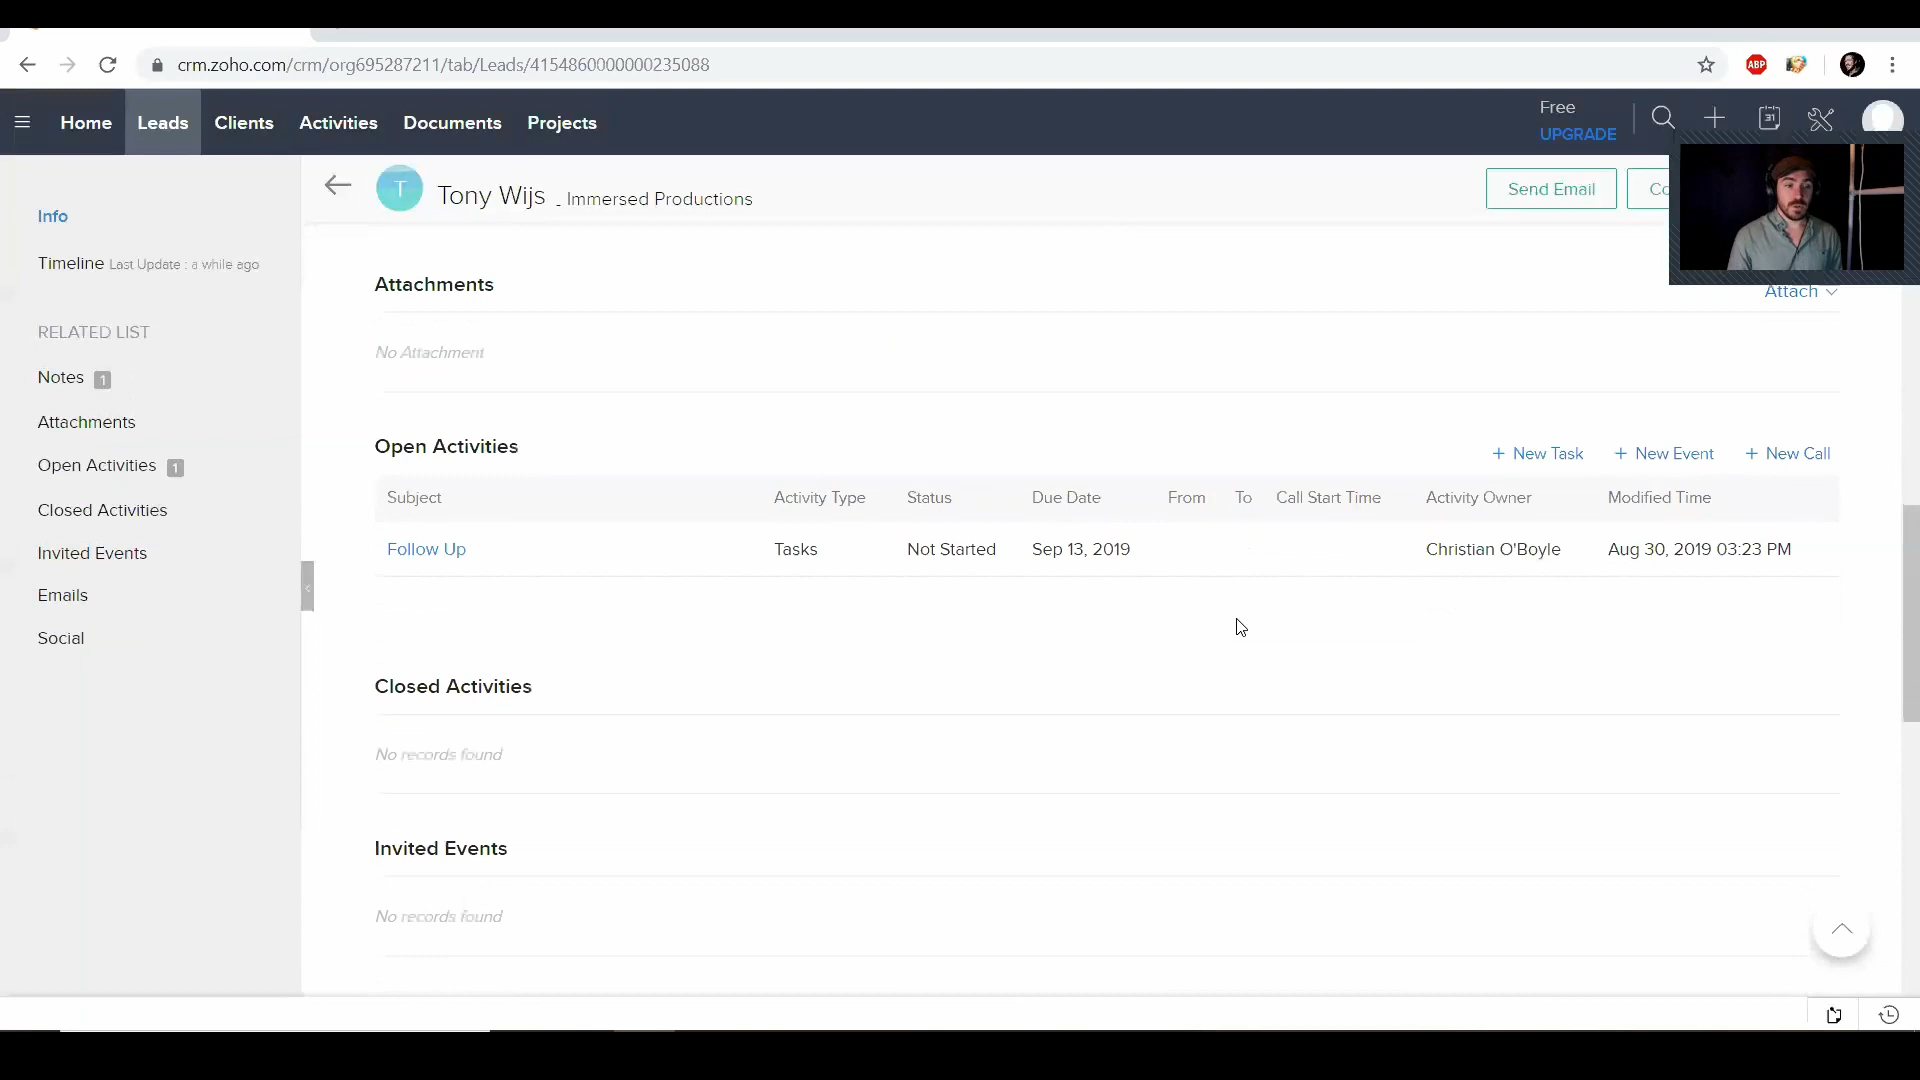 crm.zoho.com/crm/org695287211/tab/Leads/4154860000000235088
ABP
Home Leads Clients Activities Documents Projects
Free
UPGRADE
31
T Tony Wijs - Immersed Productions
Send Email
Co
Info
Timeline Last Update : a while ago
RELATED LIST
Notes 1
Attachments
Open Activities 1
Closed Activities
Invited Events
Emails
Social
Attachments
Attach
No Attachment
Open Activities
+ New Task + New Event + New Call
Subject Activity Type Status Due Date From To Call Start Time Activity Owner Modified Time
Follow Up Tasks Not Started Sep 13, 2019 Christian O'Boyle Aug 30, 2019 03:23 PM
Closed Activities
No records found
Invited Events
No records found